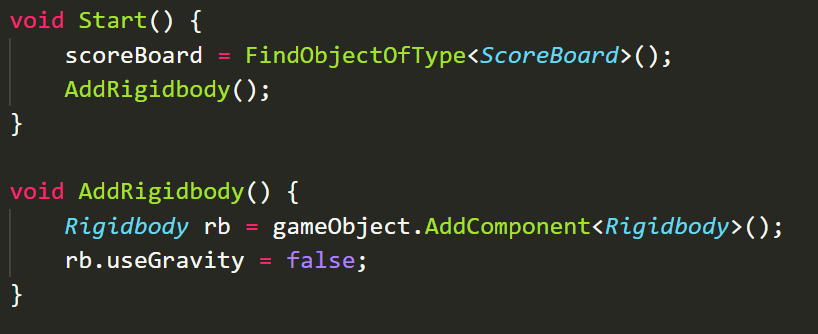 void Start() {
    scoreBoard = FindObjectOfType<ScoreBoard>();
    AddRigidbody();
}

void AddRigidbody() {
    Rigidbody rb = gameObject.AddComponent<Rigidbody>();
    rb.useGravity = false;
}